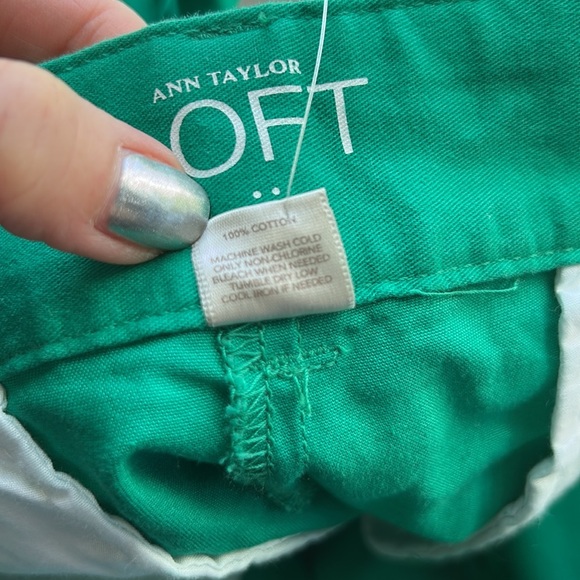 ANN TAYLOR
OFT
100% COTTON
MACHINE WASH COLD
ONLY NON-CHLORINE
BLEACH WHEN NEEDED
TUMBLE DRY LOW
COOL IRON IF NEEDED